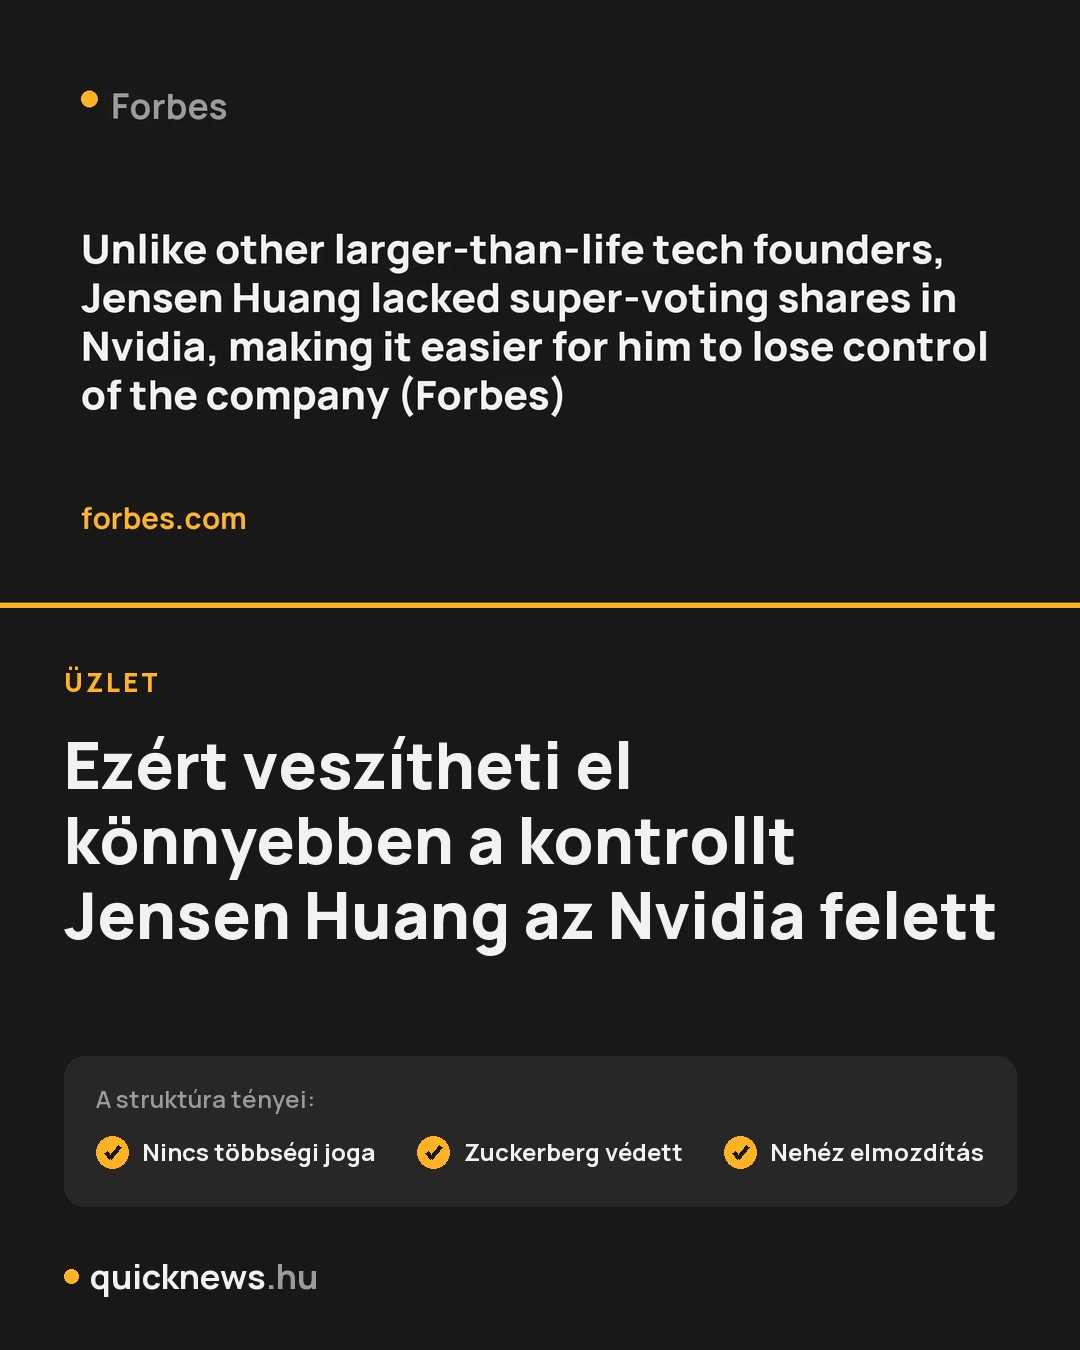 Forbes
Unlike other larger-than-life tech founders,
Jensen Huang lacked super-voting shares in
Nvidia, making it easier for him to lose control
of the company (Forbes)
forbes.com
ÜZLET
Ezért veszítheti el
könnyebben a kontrollt
Jensen Huang az Nvidia felett
A struktúra tényei:
Nincs többségi joga Zuckerberg védett Nehéz elmozdítás
quicknews.hu